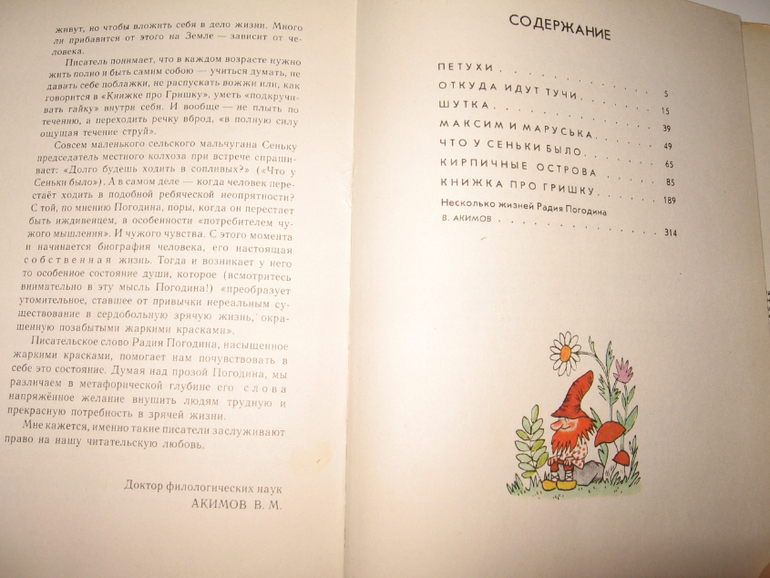 живут, но чтобы вложить себя в дело жизни. Много
ли прибавится от этого на Земле — зависит от че-
ловека.
Писатель понимает, что в каждом возрасте нужно
жить полно и быть самим собою — учиться думать, не
давать себе поблажки, не распускать вожжи или, как
говорится в «Книжке про Гришку», уметь «подкручи-
вать гайку» внутри себя. И вообще — не плыть по
течению, а переходить речку вброд, «в полную силу
ощущая течение струй».
Совсем маленького сельского мальчугана Сеньку
председатель местного колхоза при встрече спраши-
вает: «Долго будешь ходить в сопливых?» («Что у
Сеньки было»). А в самом деле — когда человек перес-
таёт ходить в подобной ребяческой неопрятности?
С той, по мнению Погодина, поры, когда он перестает
быть иждивенцем, в особенности «потребителем чу-
жого мышления». И чужого чувства. С этого момента
и начинается биография человека, его настоящая
собственная жизнь. Тогда и возникает у него
то особенное состояние души, которое (всмотритесь
внимательно в эту мысль Погодина!) «преобразует
утомительное, ставшее от привычки нереальным су-
ществование в сердобольную зрячую жизнь, окра-
шенную позабытыми жаркими красками».
Писательское слово Радия Погодина, насыщенное
жаркими красками, помогает нам почувствовать в
себе это состояние. Думая над прозой Погодина, мы
различаем в метафорической глубине его слова
напряжённое желание внушить людям трудную и
прекрасную потребность в зрячей жизни.
Мне кажется, именно такие писатели заслуживают
право на нашу читательскую любовь.
Доктор филологических наук
АКИМОВ В. М.
СОДЕРЖАНИЕ
ПЕТУХИ . . . . . . . . . . 5
ОТКУДА ИДУТ ТУЧИ . . . . . . 15
ШУТКА . . . . . . . . . . 39
МАКСИМ И МАРУСЬКА . . . . . 49
ЧТО У СЕНЬКИ БЫЛО . . . . . 65
КИРПИЧНЫЕ ОСТРОВА . . . . . 85
КНИЖКА ПРО ГРИШКУ . . . . . 189
Несколько жизней Радия Погодина
В. АКИМОВ . . . . . . . . . . 314